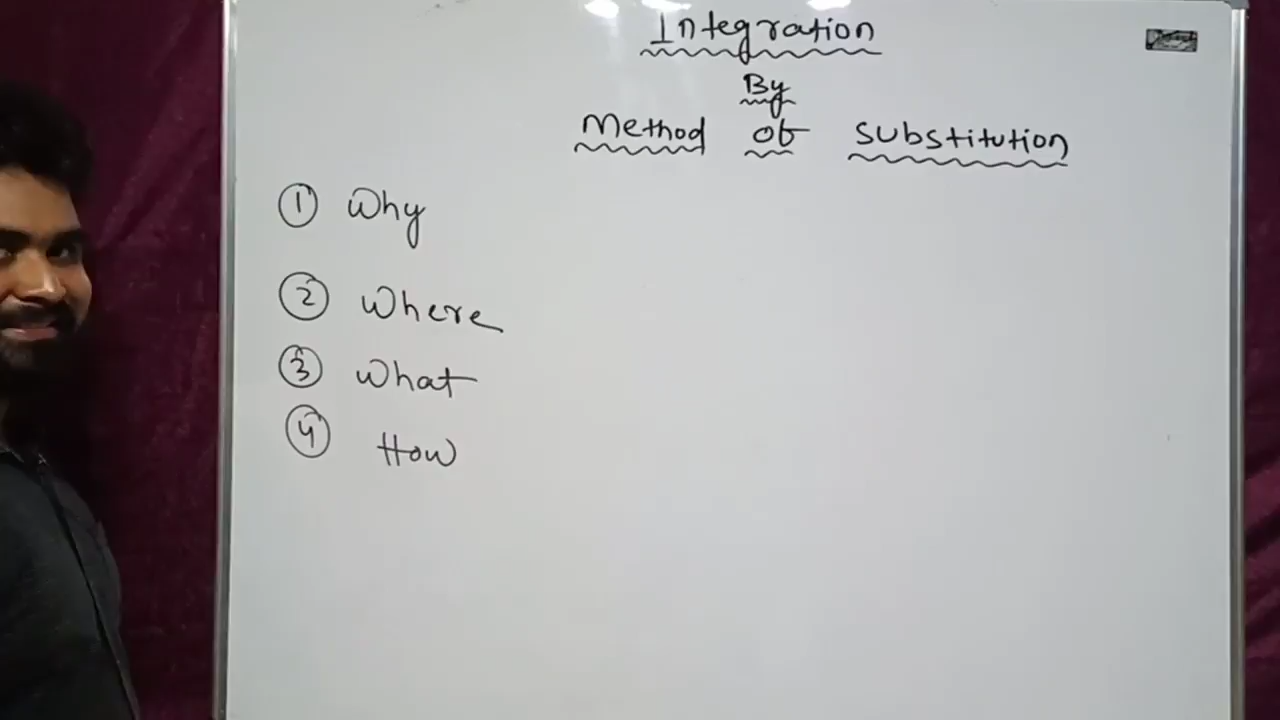 Integration
By
Method of Substitution
1 Why
2 Where
3 What
4 How